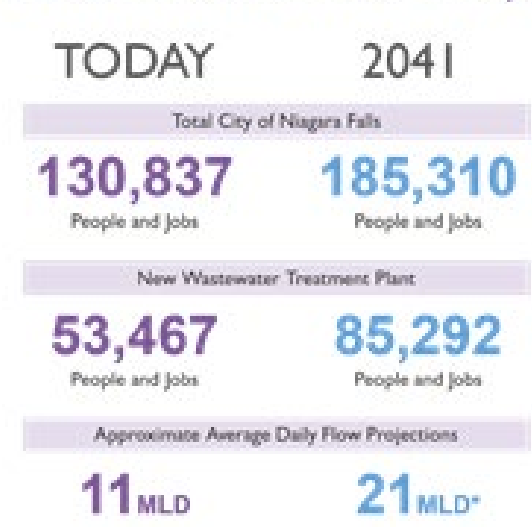 TODAY 2041
Total City of Niagara Falls
130,837 185,310
People and Jobs People and Jobs
New Wastewater Treatment Plant
53,467 85,292
People and Jobs People and Jobs
Approximate Average Daily Flow Projections
11MLD 21MLD*